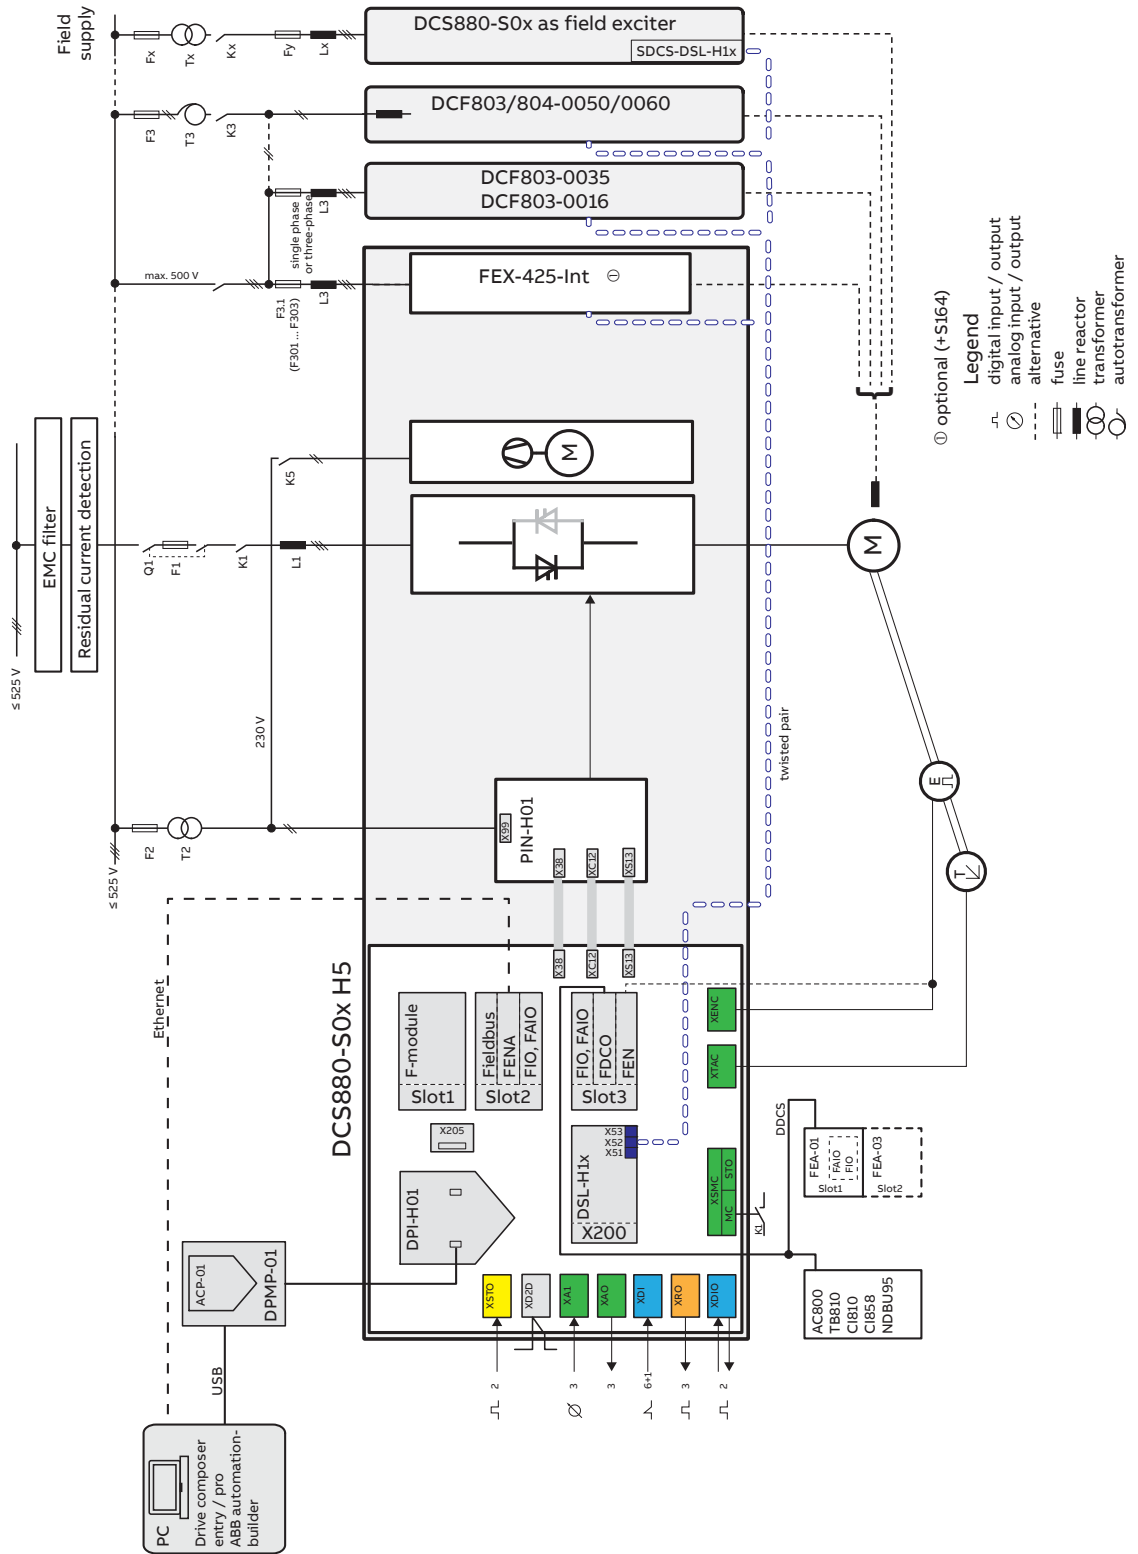 Field
supply
Fx
Tx
Kx
Fy
Lx
DCS880-S0x as field exciter
SDCS-DSL-H1x
F3
T3
K3
DCF803/804-0050/0060
single phase
or three-phase
L3
DCF803-0035
DCF803-0016
max. 500 V
F3.1
(F301 ... F303)
L3
FEX-425-Int ①
≤ 525 V
EMC filter
Residual current detection
Q1
F1
K1
L1
K5
M
M
230 V
≤ 525 V
F2
T2
X99
PIN-H01
X38
XC12
XS13
X38
XC12
XS13
twisted pair
E
T
① optional (+S164)
Legend
digital input / output
analog input / output
alternative
fuse
line reactor
transformer
autotransformer
Ethernet
DCS880-S0x H5
F-module
Slot1
Fieldbus
FENA
FIO, FAIO
Slot2
FIO, FAIO
FDCO
FEN
Slot3
X205
DPI-H01
DSL-H1x
X200
X53
X52
X51
XENC
XTAC
XSMC
MC
STO
K1
DDCS
FEA-01
FAIO
FIO
Slot1
FEA-03
Slot2
AC800
TB810
CI810
CI858
NDBU95
XSTO
XD2D
XA1
XAO
XDI
XRO
XDIO
2
3
3
6+1
3
2
ACP-01
DPMP-01
USB
PC
Drive composer
entry / pro
ABB automation-
builder